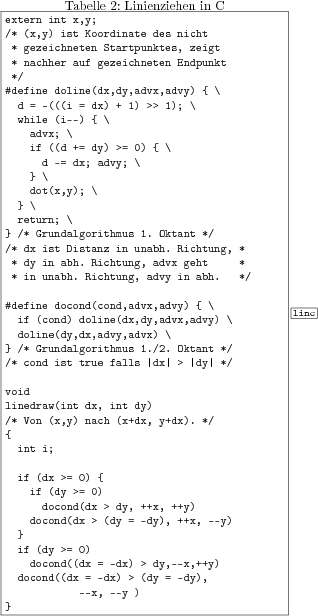 Tabelle 2: Linienziehen in C
extern int x,y;
/* (x,y) ist Koordinate des nicht
 * gezeichneten Startpunktes, zeigt
 * nachher auf gezeichneten Endpunkt
 */
#define doline(dx,dy,advx,advy) { \
  d = -(((i = dx) + 1) >> 1); \
  while (i--) { \
    advx; \
    if ((d += dy) >= 0) { \
      d -= dx; advy; \
    } \
    dot(x,y); \
  } \
  return; \
} /* Grundalgorithmus 1. Oktant */
/* dx ist Distanz in unabh. Richtung, *
 * dy in abh. Richtung, advx geht     *
 * in unabh. Richtung, advy in abh.   */

#define docond(cond,advx,advy) { \
  if (cond) doline(dx,dy,advx,advy) \
  doline(dy,dx,advy,advx) \
} /* Grundalgorithmus 1./2. Oktant */
/* cond ist true falls |dx| > |dy| */

void
linedraw(int dx, int dy)
/* Von (x,y) nach (x+dx, y+dx). */
{
  int i;

  if (dx >= 0) {
    if (dy >= 0)
      docond(dx > dy, ++x, ++y)
    docond(dx > (dy = -dy), ++x, --y)
  }
  if (dy >= 0)
    docond((dx = -dx) > dy,--x,++y)
  docond((dx = -dx) > (dy = -dy),
            --x, --y )
}
linc